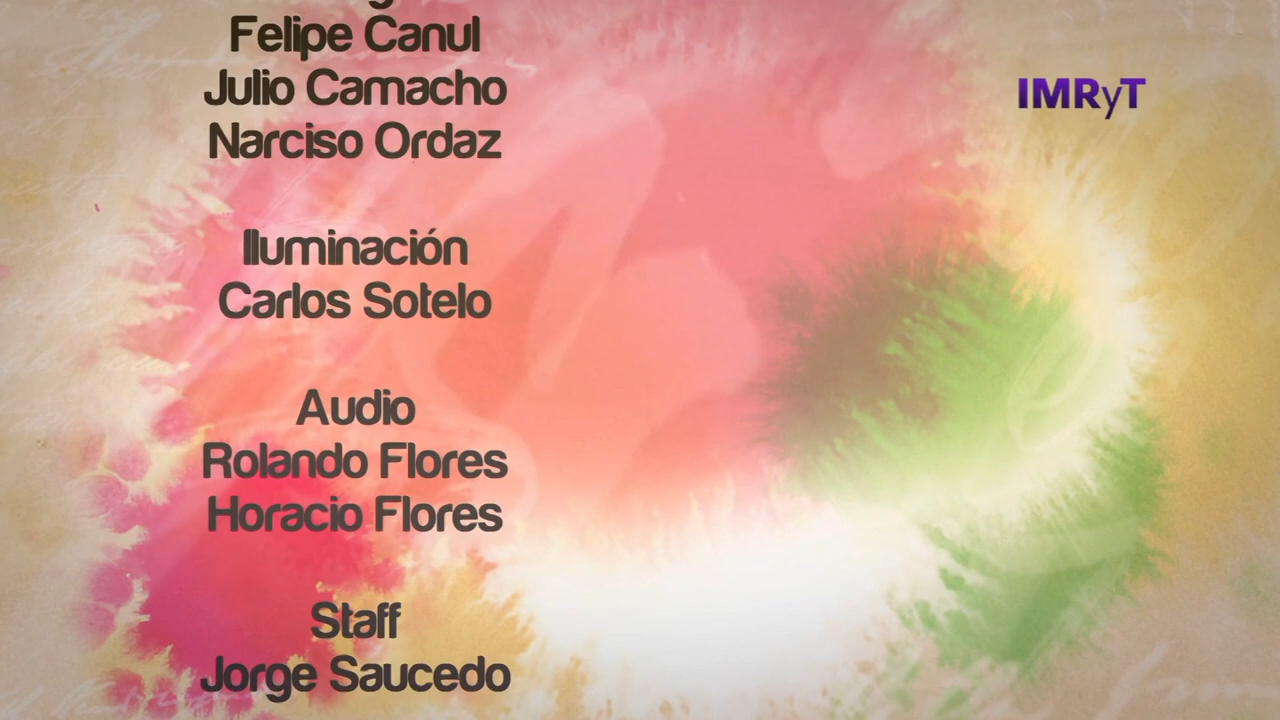 Felipe Canul
Julio Camacho
Narciso Ordaz
IMRyT
Iluminación
Carlos Sotelo
Audio
Rolando Flores
Horacio Flores
Staff
Jorge Saucedo